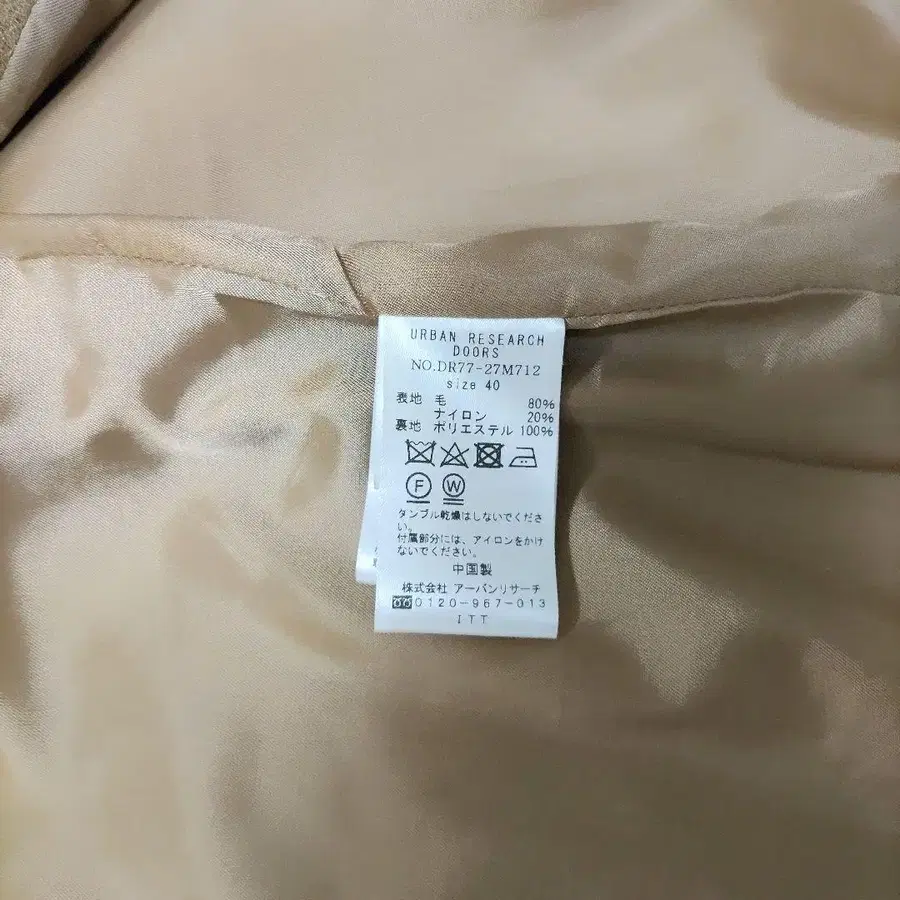 URBAN RESEARCH
DOORS
NO.DR77-27M712
size 40
表地 毛 80%
ナイロン 20%
裏地 ポリエステル 100%
F W
タンブル乾燥はしないでくださ
い。
付属部分には、アイロンをかけ
ないでください。
中国製
株式会社 アーバンリサーチ
0120-967-013
ITT